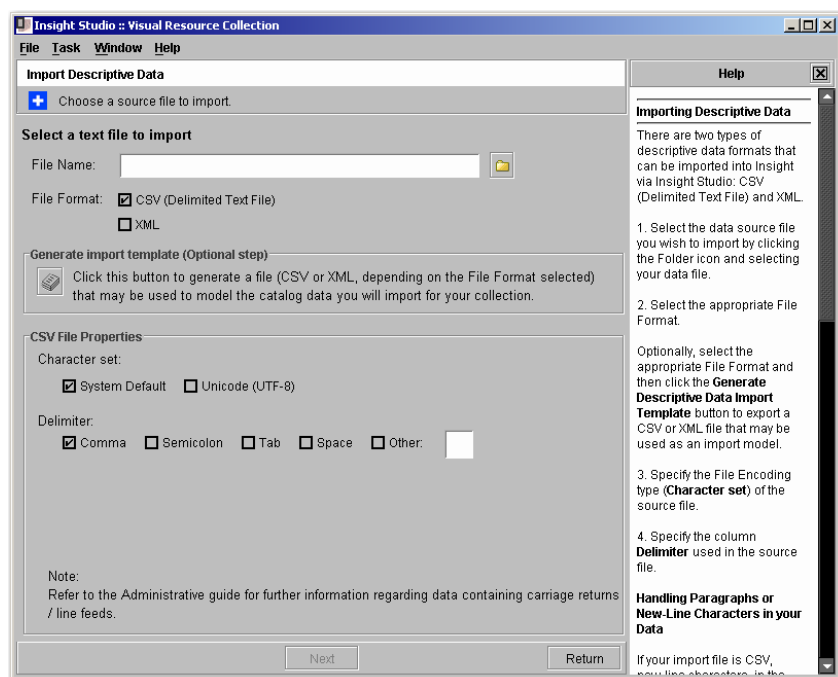 Insight Studio :: Visual Resource Collection
File Task Window Help
Import Descriptive Data
Choose a source file to import.
Select a text file to import
File Name:
File Format: CSV (Delimited Text File)
XML
Generate import template (Optional step)
Click this button to generate a file (CSV or XML, depending on the File Format selected)
that may be used to model the catalog data you will import for your collection.
CSV File Properties
Character set:
System Default Unicode (UTF-8)
Delimiter:
Comma Semicolon Tab Space Other:
Note:
Refer to the Administrative guide for further information regarding data containing carriage returns
/ line feeds.
Next Return
Help
Importing Descriptive Data
There are two types of
descriptive data formats that
can be imported into Insight
via Insight Studio: CSV
(Delimited Text File) and XML.
1. Select the data source file
you wish to import by clicking
the Folder icon and selecting
your data file.
2. Select the appropriate File
Format.
Optionally, select the
appropriate File Format and
then click the Generate
Descriptive Data Import
Template button to export a
CSV or XML file that may be
used as an import model.
3. Specify the File Encoding
type (Character set) of the
source file.
4. Specify the column
Delimiter used in the source
file.
Handling Paragraphs or
New-Line Characters in your
Data
If your import file is CSV,
new line characters in the